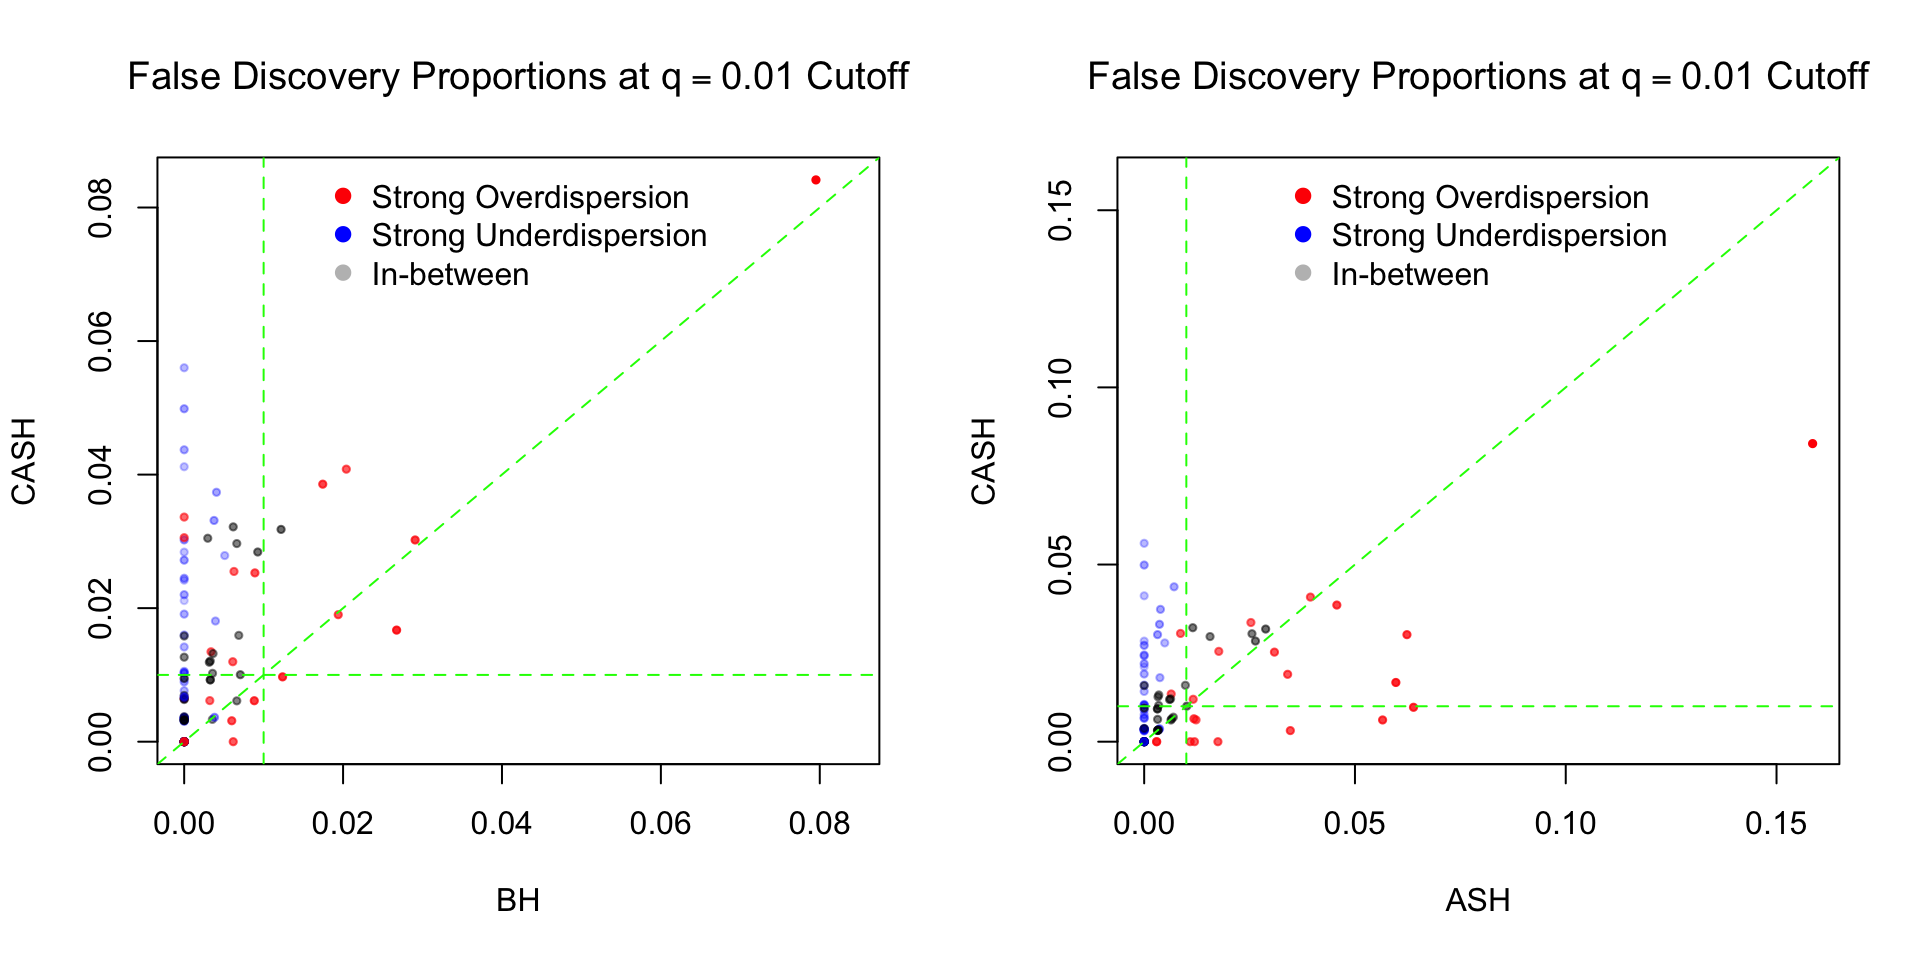 False Discovery Proportions at q = 0.01 Cutoff
Strong Overdispersion
Strong Underdispersion
In-between
CASH
0.08
0.06
0.04
0.02
0.00
0.00 0.02 0.04 0.06 0.08
BH
False Discovery Proportions at q = 0.01 Cutoff
Strong Overdispersion
Strong Underdispersion
In-between
CASH
0.15
0.10
0.05
0.00
0.00 0.05 0.10 0.15
ASH